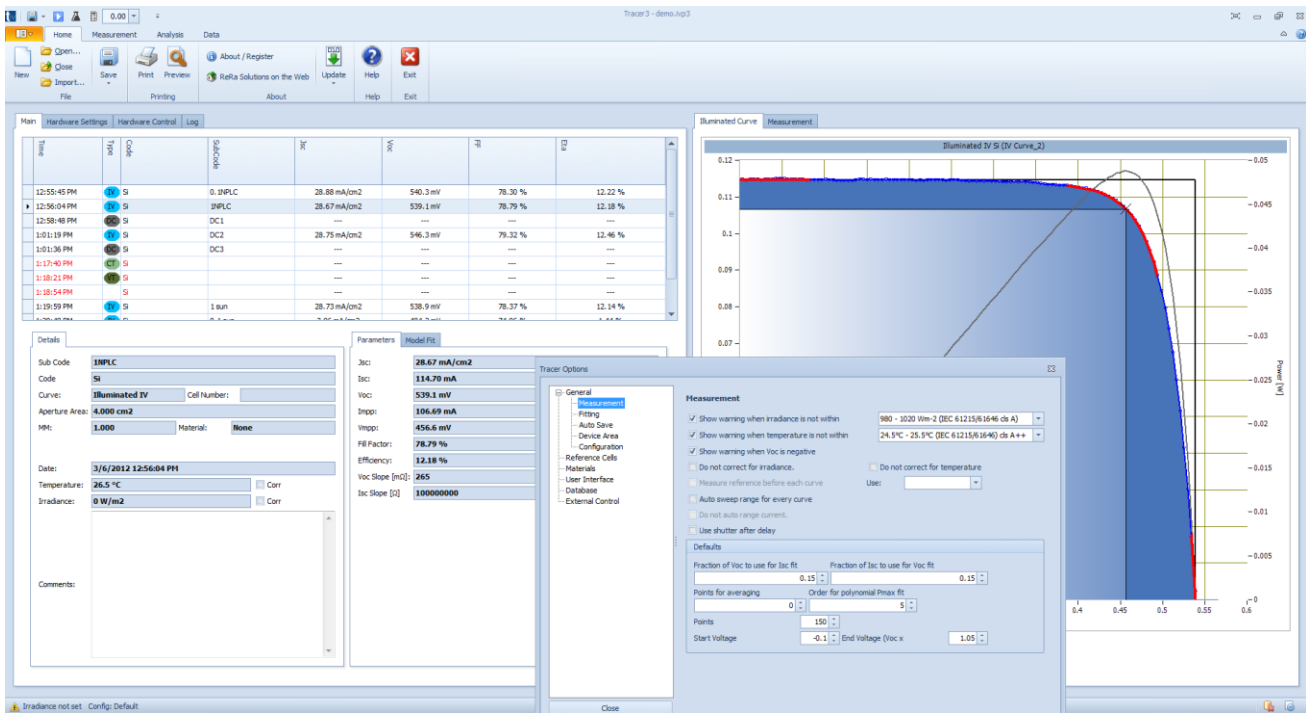 0.00
Tracer3 - demo.ivp3
Home Measurement Analysis Data
New
Open...
Close
Import...
Save
Print Preview
About / Register
ReRa Solutions on the Web
Update
Help
Exit
File Printing About Help Exit
Main Hardware Settings Hardware Control Log
Time Type Code SubCode Jsc Voc FF Eta
12:55:45 PM IV Si 0.1NPLC 28.88 mA/cm2 540.3 mV 78.30 % 12.22 %
12:56:04 PM IV Si 1NPLC 28.67 mA/cm2 539.1 mV 78.79 % 12.18 %
12:58:48 PM DC Si DC1 --- --- --- ---
1:01:19 PM IV Si DC2 28.75 mA/cm2 546.3 mV 79.32 % 12.46 %
1:01:36 PM DC Si DC3 --- --- --- ---
1:17:40 PM CT Si --- --- --- ---
1:18:21 PM VT Si --- --- --- ---
1:18:54 PM Si --- --- --- ---
1:19:59 PM IV Si 1 sun 28.73 mA/cm2 538.9 mV 78.37 % 12.14 %
Details
Sub Code 1NPLC
Code Si
Curve: Illuminated IV Cell Number:
Aperture Area: 4.000 cm2
MM: 1.000 Material: None
Date: 3/6/2012 12:56:04 PM
Temperature: 26.5 °C Corr
Irradiance: 0 W/m2 Corr
Comments:
Parameters Model Fit
Jsc: 28.67 mA/cm2
Isc: 114.70 mA
Voc: 539.1 mV
Impp: 106.69 mA
Vmpp: 456.6 mV
Fill Factor: 78.79 %
Efficiency: 12.18 %
Voc Slope [mΩ]: 265
Isc Slope [Ω] 100000000
Illuminated Curve Measurement
Illuminated IV Si (IV Curve_2)
0.12
0.11
0.1
0.09
0.08
0.07
0.05
0.045
0.04
0.035
0.03
0.025
0.02
0.015
0.01
0.005
0
Power [W]
0.4 0.45 0.5 0.55 0.6
Tracer Options
General
Measurement
Fitting
Auto Save
Device Area
Configuration
Reference Cells
Materials
User Interface
Database
External Control
Close
Measurement
Show warning when irradiance is not within 980 - 1020 Wm-2 (IEC 61215/61646 cls A)
Show warning when temperature is not within 24.5°C - 25.5°C (IEC 61215/61646) cls A++
Show warning when Voc is negative
Do not correct for irradiance. Do not correct for temperature
Measure reference before each curve Use:
Auto sweep range for every curve
Do not auto range current.
Use shutter after delay
Defaults
Fraction of Voc to use for Isc fit Fraction of Isc to use for Voc fit
0.15 0.15
Points for averaging Order for polynomial Pmax fit
0 5
Points 150
Start Voltage -0.1 End Voltage (Voc x 1.05
Irradiance not set Config: Default